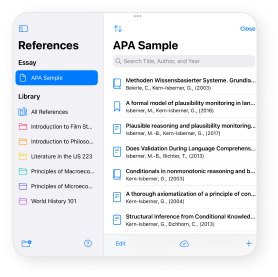 References
Essay
APA Sample
Library
All References
Introduction to Film St...
Introduction to Philoso...
Literature in the US 223
Principles of Macroeco...
Principles of Microeco...
World History 101
Close
APA Sample
Search Title, Author, and Year
Methoden Wissensbasierter Systeme. Grundla...
Beierle, C., Kern-Isberner, G., (2003)
A formal model of plausibility monitoring in lan...
Isberner, M., Kern-Isberner, G., (2016)
Plausible reasoning and plausibility monitoring...
Isberner, M.-B., Kern-Isberner, G., (2017)
Does Validation During Language Comprehens...
Isberner, M.-B., Richter, T., (2013)
Conditionals in nonmonotonic reasoning and b...
Kern-Isberner, G., (2001)
A thorough axiomatization of a principle of con...
Kern-Isberner, G., (2004)
Structural Inference from Conditional Knowled...
Kern-Isberner, G., Eichhorn, C., (2013)
Edit